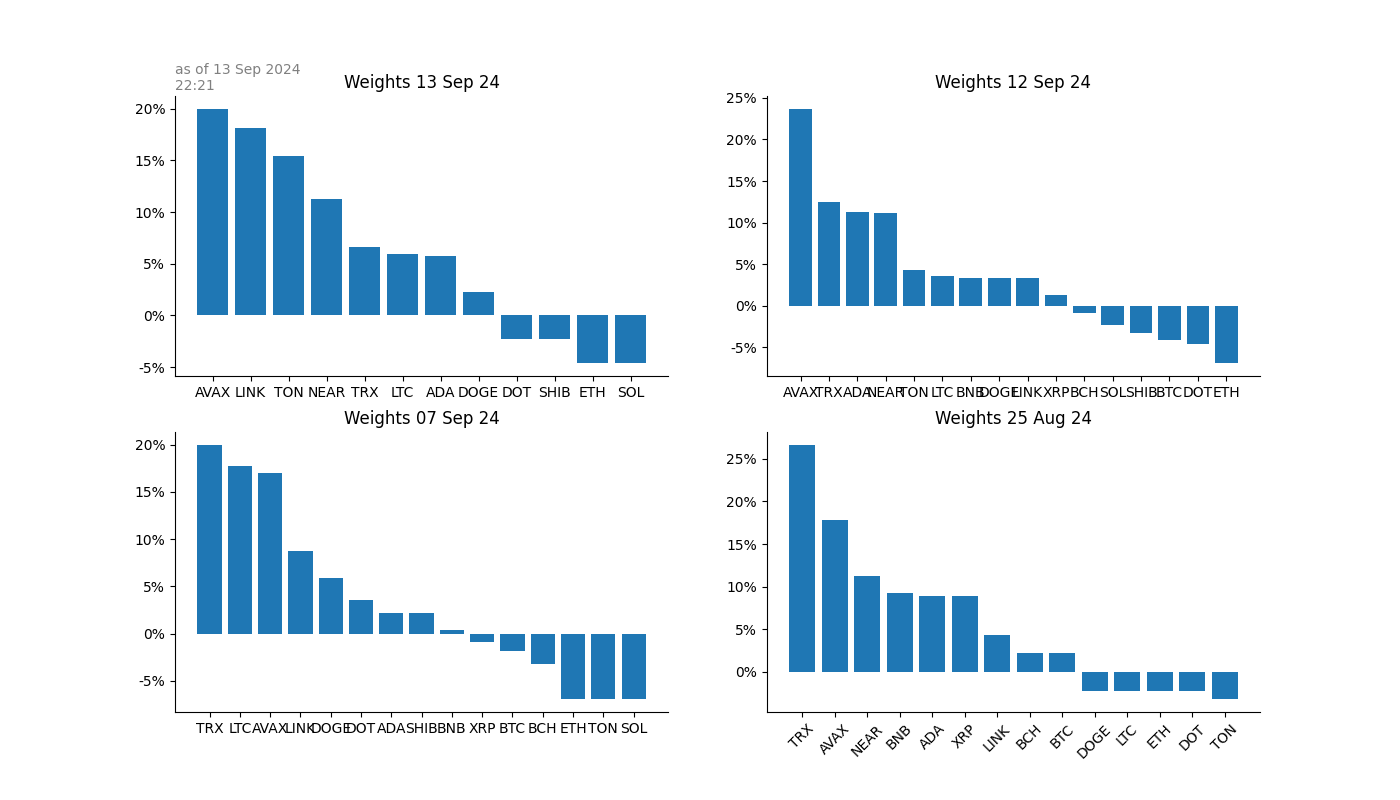 as of 13 Sep 2024
22:21
Weights 13 Sep 24
20%
15%
10%
5%
0%
-5%
AVAX LINK TON NEAR TRX LTC ADA DOGE DOT SHIB ETH SOL
Weights 12 Sep 24
25%
20%
15%
10%
5%
0%
-5%
AVAX TRX ADA NEAR TON LTC BNB DOGE LINK XRP BCH SOL SHIB BTC DOT ETH
Weights 07 Sep 24
20%
15%
10%
5%
0%
-5%
TRX LTC AVAX LINK DOGE DOT ADA SHIB BNB XRP BTC BCH ETH TON SOL
Weights 25 Aug 24
25%
20%
15%
10%
5%
0%
TRX AVAX NEAR BNB ADA XRP LINK BCH BTC DOGE LTC ETH DOT TON